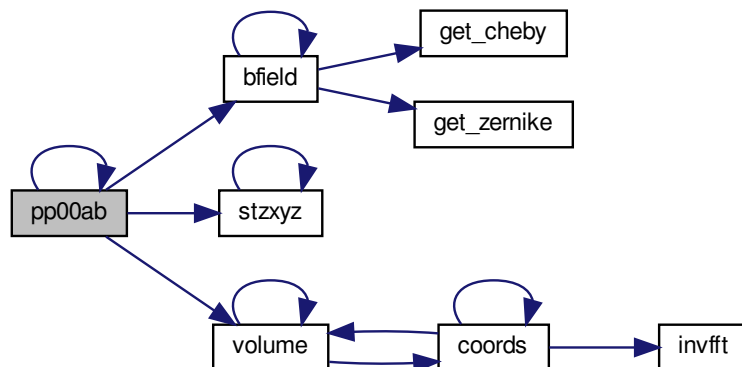 get_cheby
bfield
get_zernike
pp00ab
stzxyz
volume
coords
invfft